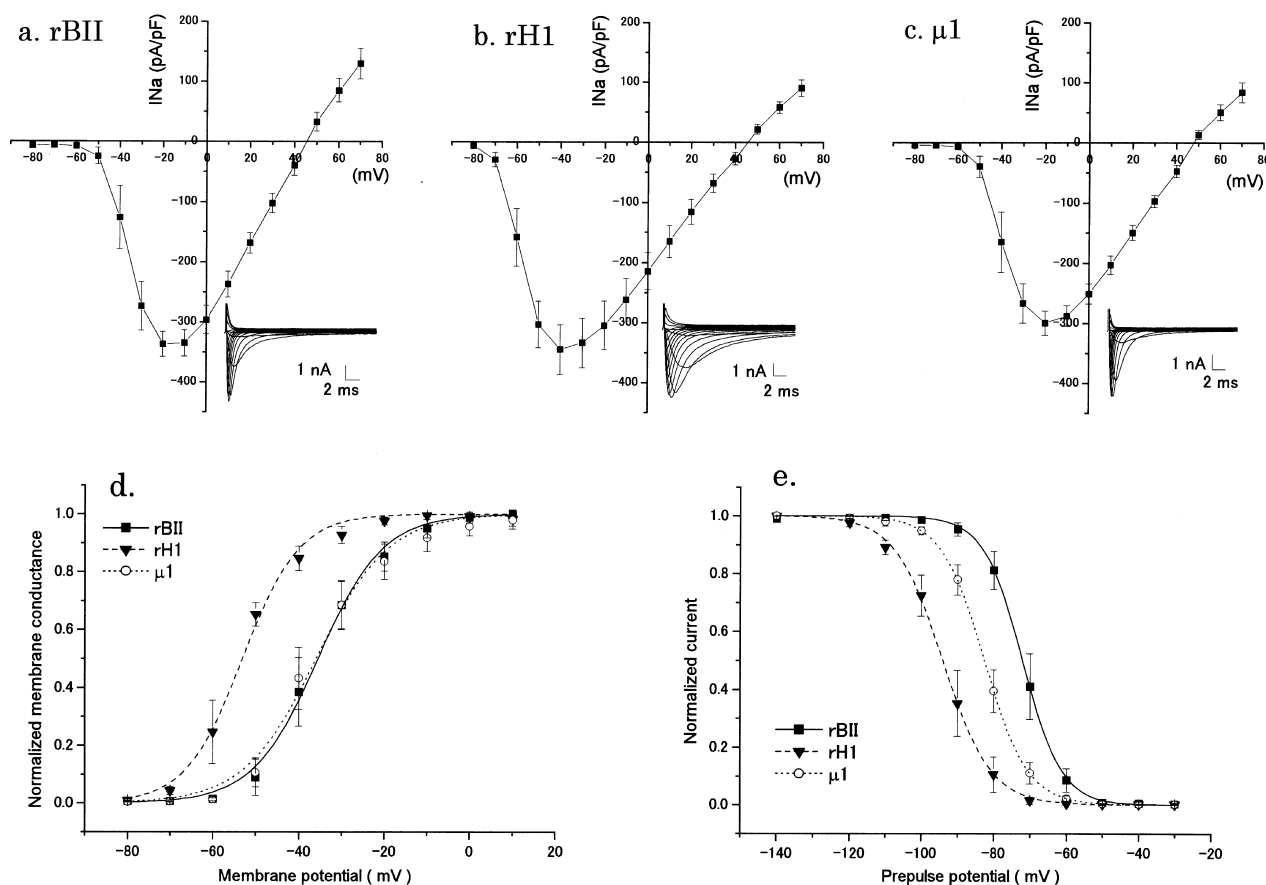 a. rBII
INa (pA/pF)
200
100
0
-100
-200
-300
-400
-80 -60 -40 -20 0 20 40 60 80
(mV)
1 nA
2 ms
b. rH1
INa (pA/pF)
200
100
0
-100
-200
-300
-400
-80 -60 -40 -20 0 20 40 60 80
(mV)
1 nA
2 ms
c. μ1
INa (pA/pF)
200
100
0
-100
-200
-300
-400
-80 -60 -40 -20 0 20 40 60 80
(mV)
1 nA
2 ms
d.
rBII
rH1
μ1
Normalized membrane conductance
1.0
0.8
0.6
0.4
0.2
0.0
-80 -60 -40 -20 0 20
Membrane potential ( mV )
e.
rBII
rH1
μ1
Normalized current
1.0
0.8
0.6
0.4
0.2
0.0
-140 -120 -100 -80 -60 -40 -20
Prepulse potential ( mV )